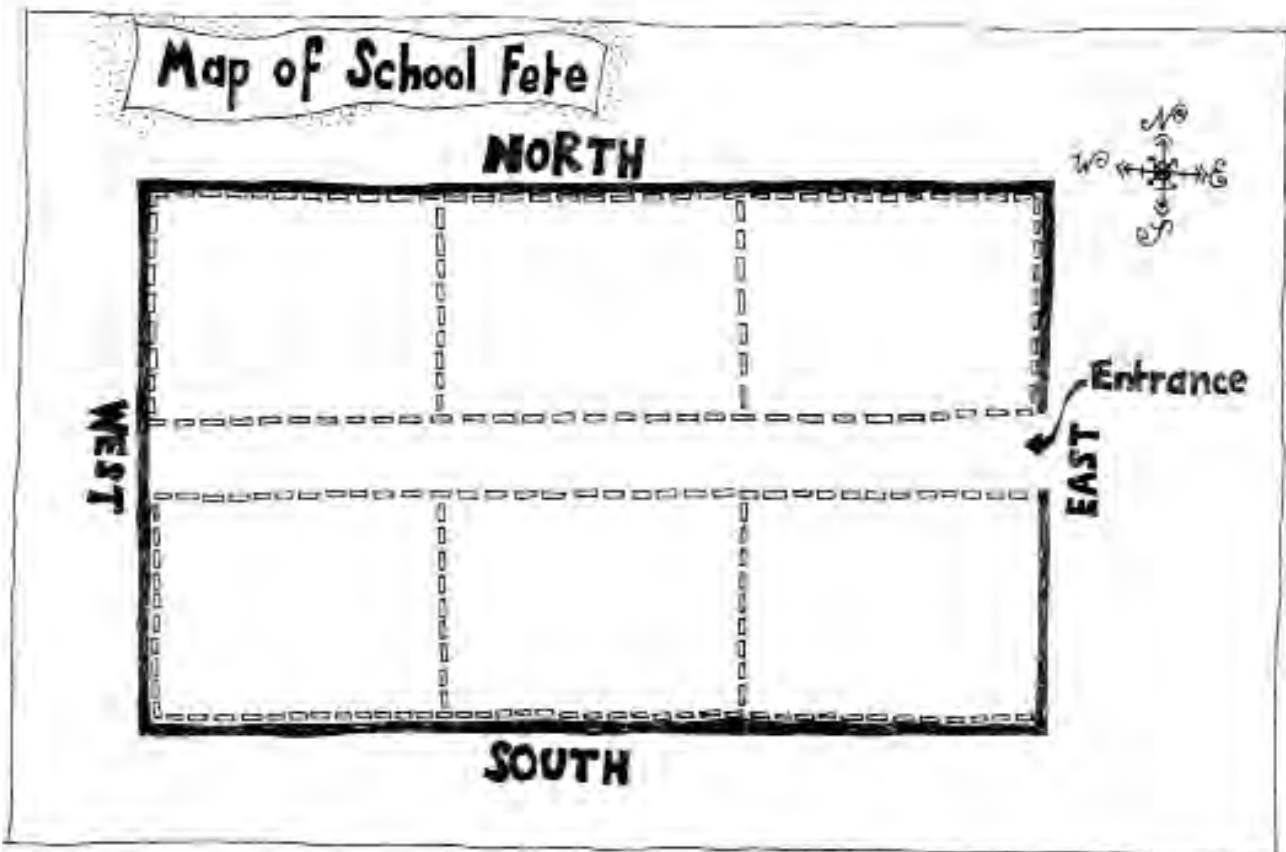 Map of School Fete
NORTH
N
W
E
S
Entrance
WEST
EAST
SOUTH